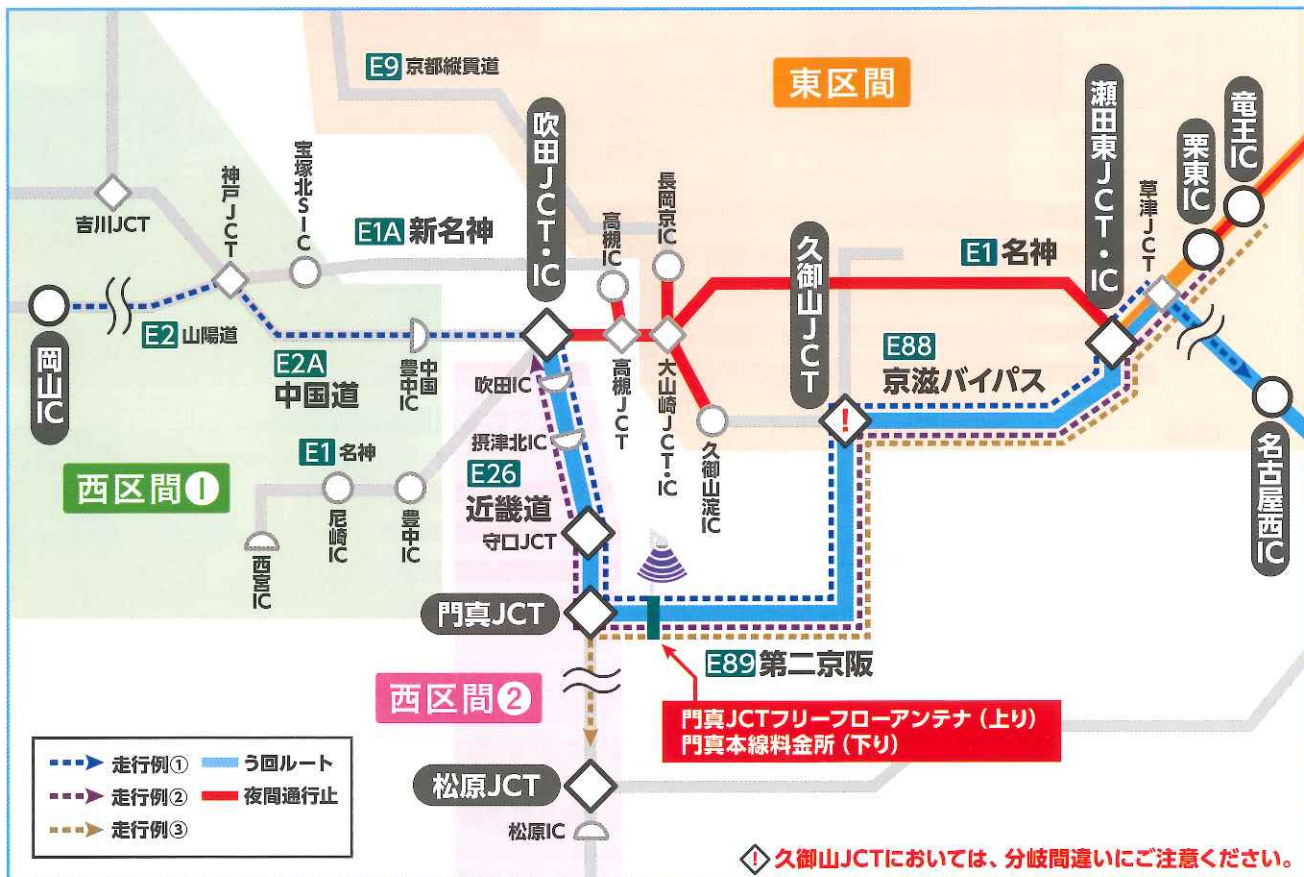 E9 京都縦貫道
東区間
吹田JCT・IC
瀬田東JCT・IC
栗東IC
竜王IC
宝塚北SIC
神戸JCT
吉川JCT
E1A 新名神
高槻IC
長岡京IC
久御山JCT
E1 名神
草津JCT
岡山IC
E2 山陽道
E2A
中国道
中国豊中IC
吹田IC
高槻JCT
大山崎JCT・IC
E88
京滋バイパス
摂津北IC
久御山淀IC
名古屋西IC
西区間❶
E1 名神
尼崎IC
豊中IC
西宮IC
E26
近畿道
守口JCT
門真JCT
E89 第二京阪
西区間❷
門真JCTフリーフローアンテナ(上り)
門真本線料金所(下り)
走行例① う回ルート
走行例② 夜間通行止
走行例③
松原JCT
松原IC
! 久御山JCTにおいては、分岐間違いにご注意ください。